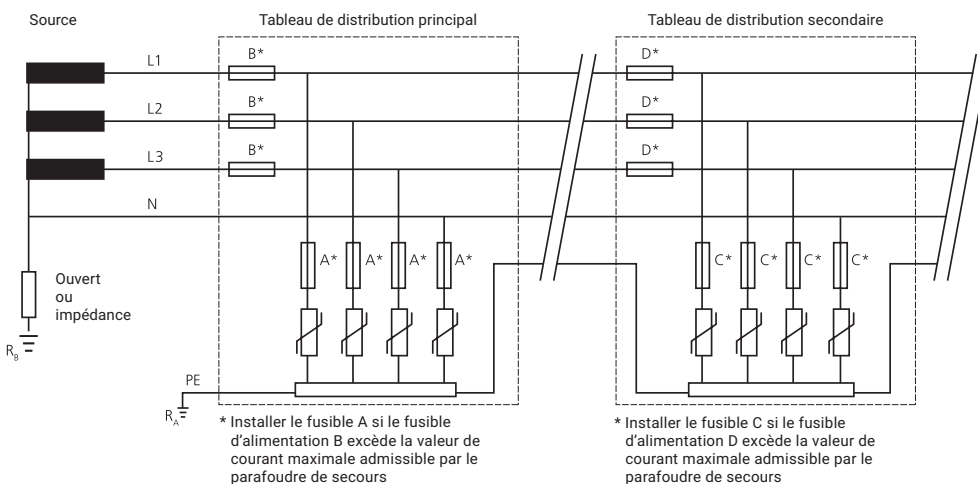 Source
Tableau de distribution principal
Tableau de distribution secondaire
L1
B*
D*
L2
B*
D*
L3
B*
D*
N
A*
A*
A*
A*
C*
C*
C*
C*
Ouvert
ou
impédance
RB
PE
RA
* Installer le fusible A si le fusible
d'alimentation B excède la valeur de
courant maximale admissible par le
parafoudre de secours
* Installer le fusible C si le fusible
d'alimentation D excède la valeur de
courant maximale admissible par le
parafoudre de secours